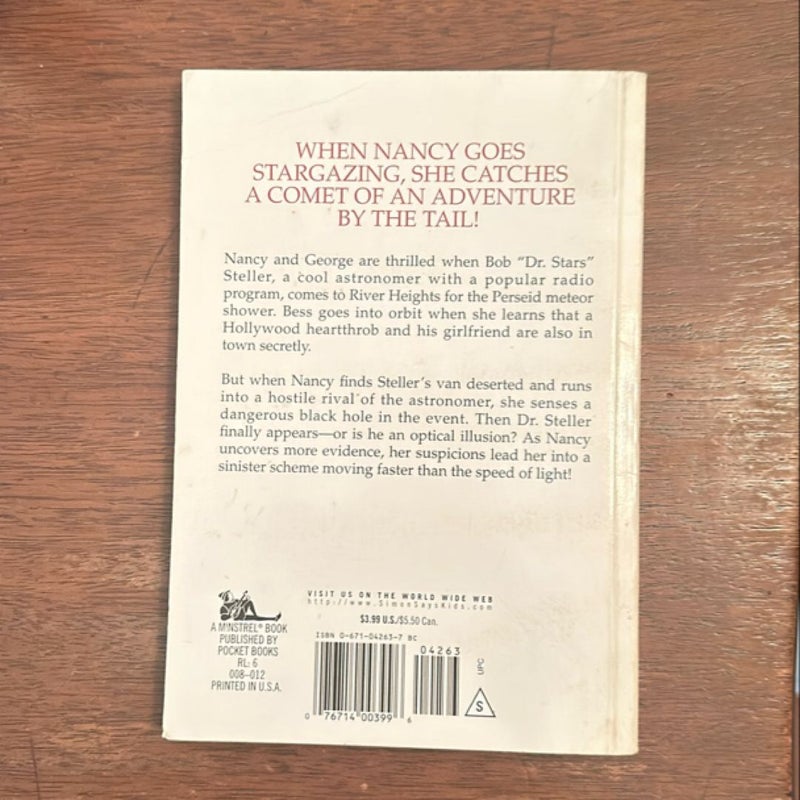 WHEN NANCY GOES
STARGAZING, SHE CATCHES
A COMET OF AN ADVENTURE
BY THE TAIL!
Nancy and George are thrilled when Bob "Dr. Stars"
Steller, a cool astronomer with a popular radio
program, comes to River Heights for the Perseid meteor
shower. Bess goes into orbit when she learns that a
Hollywood heartthrob and his girlfriend are also in
town secretly.
But when Nancy finds Steller's van deserted and runs
into a hostile rival of the astronomer, she senses a
dangerous black hole in the event. Then Dr. Steller
finally appears—or is he an optical illusion? As Nancy
uncovers more evidence, her suspicions lead her into a
sinister scheme moving faster than the speed of light!
A MINSTREL® BOOK
PUBLISHED BY
POCKET BOOKS
RL: 6
008–012
PRINTED IN U.S.A.
VISIT US ON THE WORLD WIDE WEB
http://www.SimonSaysKids.com
$3.99 U.S./$5.50 Can.
ISBN 0-671-04263-7 BC
04263
0 76714 00399 6
UPC
S